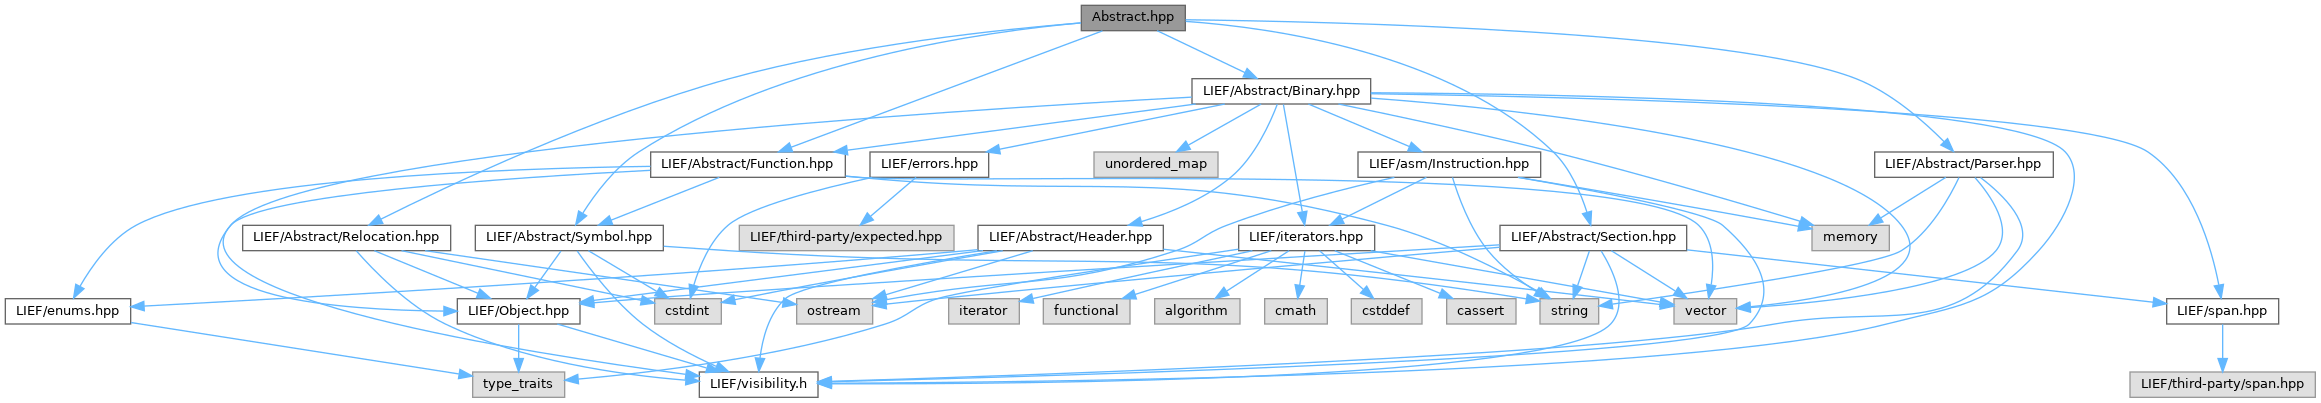 Abstract.hpp
LIEF/Abstract/Binary.hpp
LIEF/Abstract/Function.hpp
LIEF/errors.hpp
unordered_map
LIEF/asm/Instruction.hpp
LIEF/Abstract/Parser.hpp
LIEF/Abstract/Relocation.hpp
LIEF/Abstract/Symbol.hpp
LIEF/third-party/expected.hpp
LIEF/Abstract/Header.hpp
LIEF/iterators.hpp
LIEF/Abstract/Section.hpp
memory
LIEF/enums.hpp
LIEF/Object.hpp
cstdint
ostream
iterator
functional
algorithm
cmath
cstddef
cassert
string
vector
LIEF/span.hpp
type_traits
LIEF/visibility.h
LIEF/third-party/span.hpp